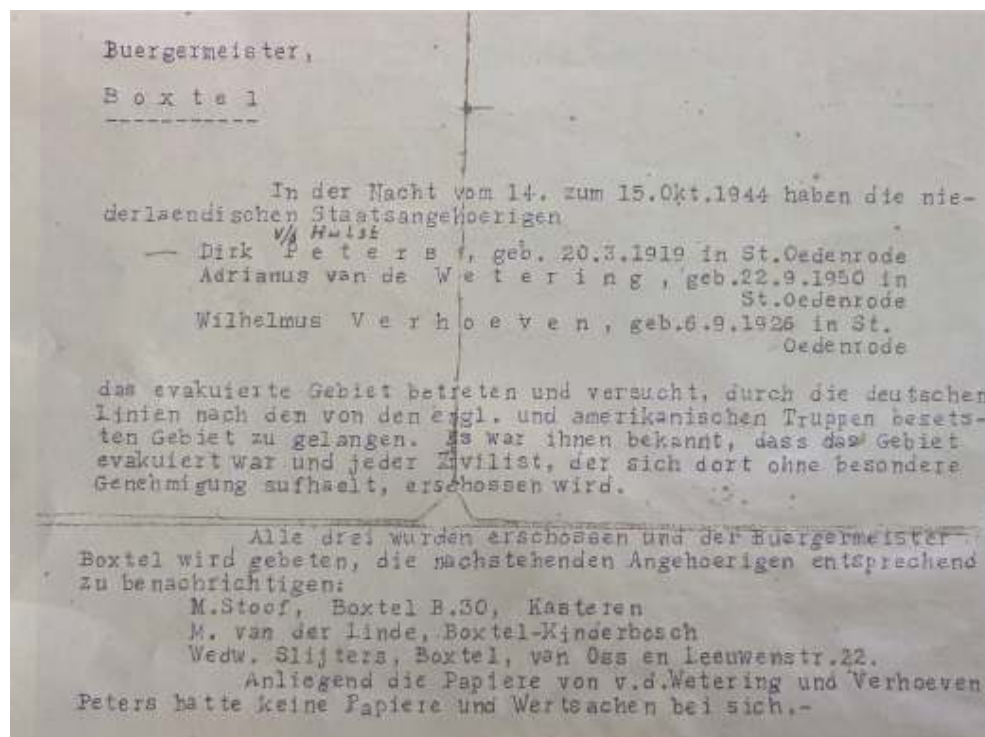 Buergermeister,
B o x t e l
-----------
In der Nacht vom 14. zum 15.Okt.1944 haben die nie-
derlaendischen Staatsangehoerigen
v/d Hulst
— Dirk P e t e r s , geb. 20.3.1919 in St.Oedenrode
Adrianus van de W e t e r i n g , geb.22.9.1950 in
St.Oedenrode
Wilhelmus V e r h o e v e n , geb.6.9.1926 in St.
Oedenrode
das evakuierte Gebiet betreten und versucht, durch die deutschen
Linien nach den von den engl. und amerikanischen Truppen besets-
ten Gebiet zu gelangen. Es war ihnen bekannt, dass das Gebiet
evakuiert war und jeder Zivilist, der sich dort ohne besondere
Genehmigung sufhaelt, erschossen wird.
Alle drei wurden erschossen und der Buergermeister
Boxtel wird gebeten, die nachstehenden Angehoerigen entsprechend
zu benachrichtigen:
M.Stoof, Boxtel B.30, Kasteren
M. van der Linde, Boxtel-Kinderbosch
Wedw. Slijters, Boxtel, van Oss en Leeuwenstr.22.
Anliegend die Papiere von v.d.Wetering und Verhoeven
Peters hatte keine Papiere und Wertsachen bei sich.-